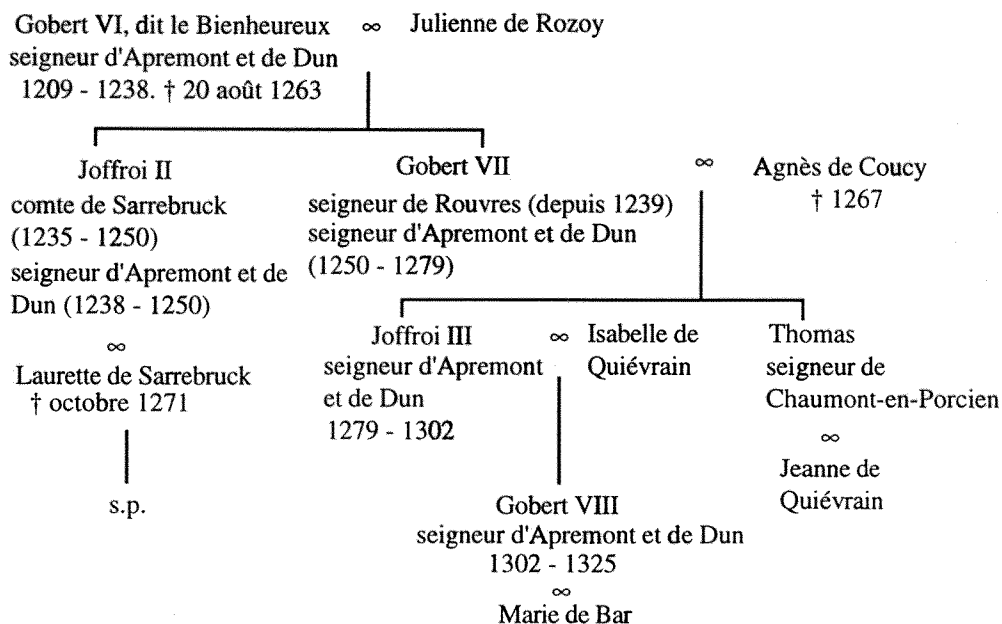 Gobert VI, dit le Bienheureux ∞ Julienne de Rozoy
seigneur d'Apremont et de Dun
1209 - 1238. † 20 août 1263
Joffroi II
comte de Sarrebruck
(1235 - 1250)
seigneur d'Apremont et de
Dun (1238 - 1250)
∞
Laurette de Sarrebruck
† octobre 1271
s.p.
Gobert VII ∞ Agnès de Coucy
† 1267
seigneur de Rouvres (depuis 1239)
seigneur d'Apremont et de Dun
(1250 - 1279)
Joffroi III ∞ Isabelle de
Quiévrain
seigneur d'Apremont
et de Dun
1279 - 1302
Thomas
seigneur de
Chaumont-en-Porcien
∞
Jeanne de
Quiévrain
Gobert VIII
seigneur d'Apremont et de Dun
1302 - 1325
∞
Marie de Bar